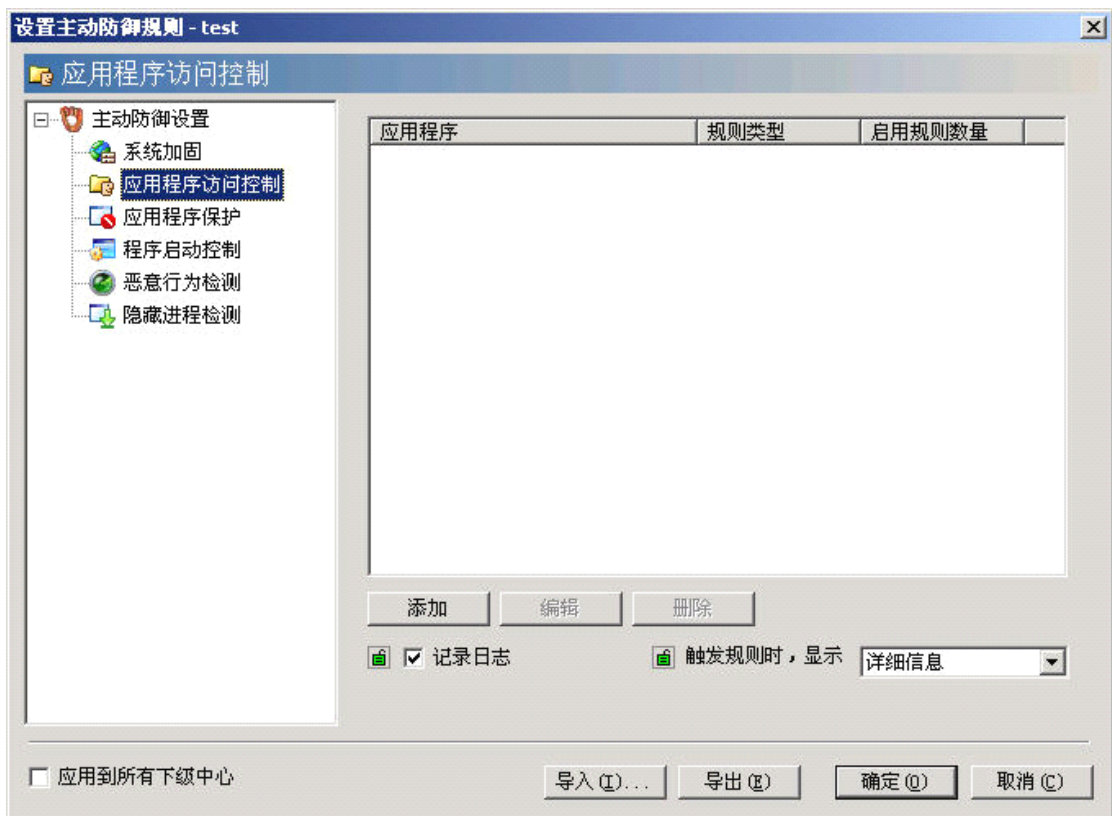 设置主动防御规则 - test
应用程序访问控制
主动防御设置
系统加固
应用程序访问控制
应用程序保护
程序启动控制
恶意行为检测
隐藏进程检测
应用程序 规则类型 启用规则数量
添加 编辑 删除
记录日志 触发规则时，显示 详细信息
应用到所有下级中心 导入(I)... 导出(E) 确定(O) 取消(C)